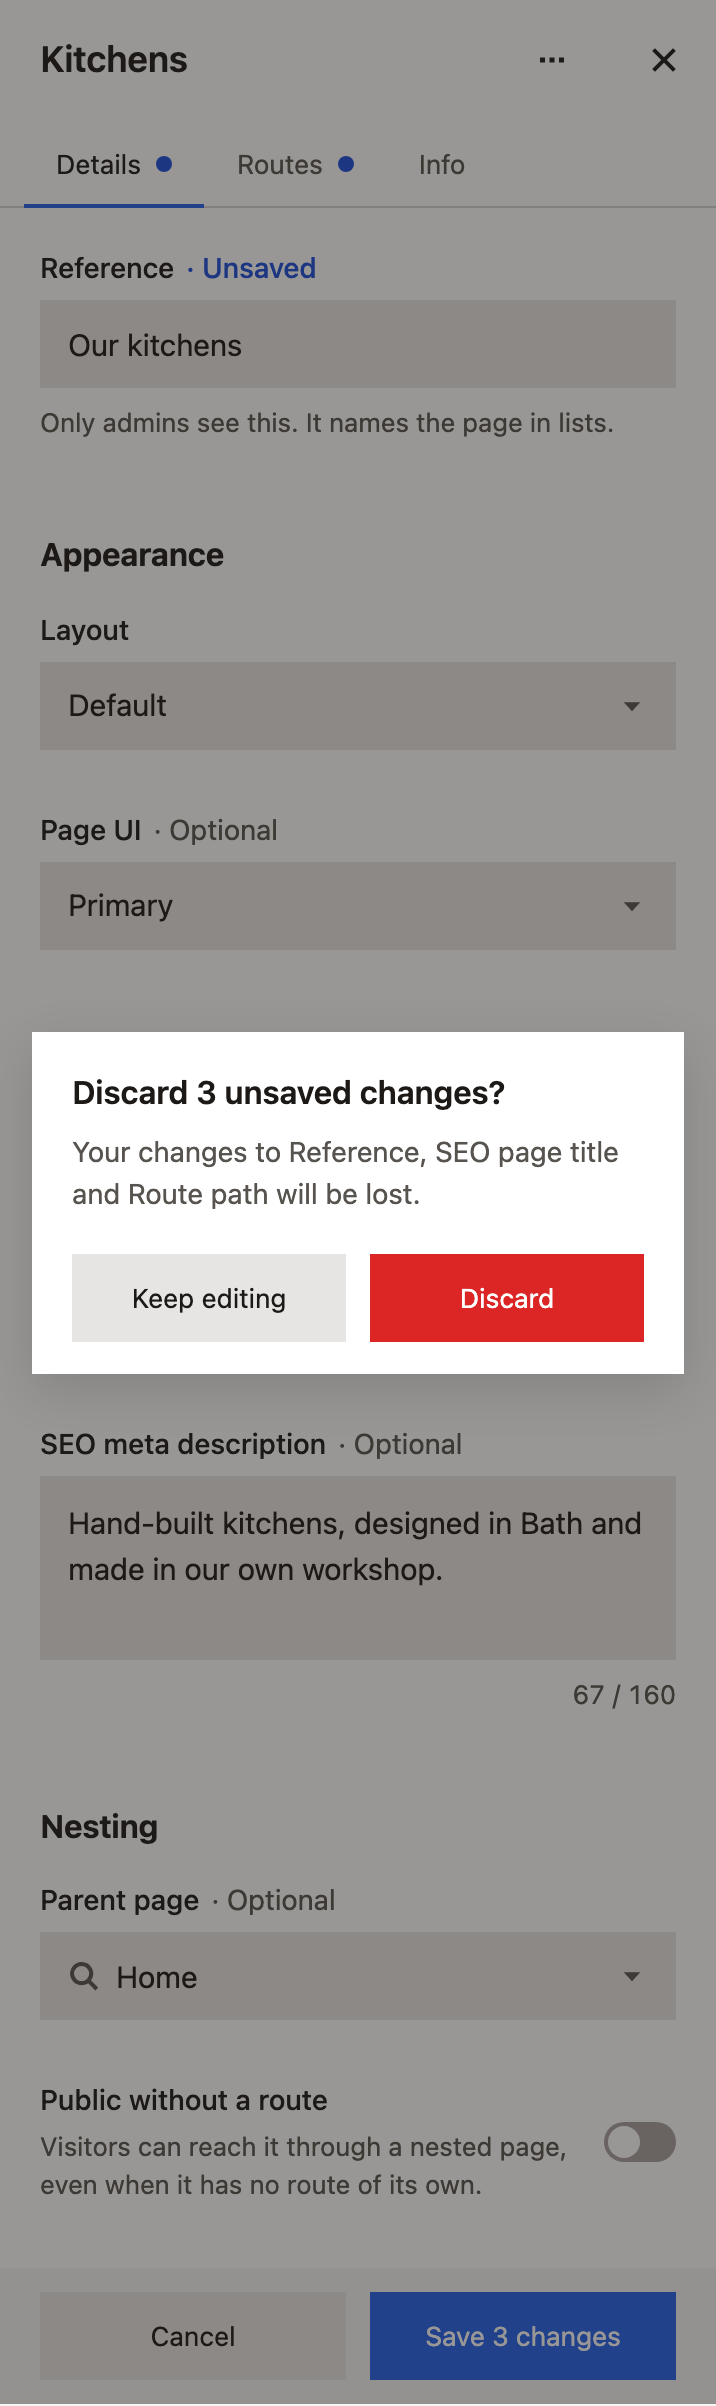 Kitchens
Details
Routes
Info
Reference · Unsaved
Our kitchens
Only admins see this. It names the page in lists.
Appearance
Layout
Default
Page UI · Optional
Primary
Discard 3 unsaved changes?
Your changes to Reference, SEO page title
and Route path will be lost.
Keep editing
Discard
SEO meta description · Optional
Hand-built kitchens, designed in Bath and
made in our own workshop.
67 / 160
Nesting
Parent page · Optional
Home
Public without a route
Visitors can reach it through a nested page,
even when it has no route of its own.
Cancel
Save 3 changes